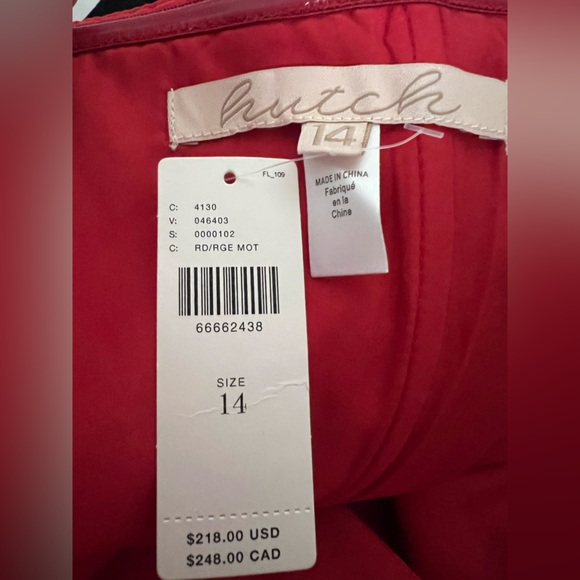 hutch
14
MADE IN CHINA
Fabriqué
en la
Chine
FL_109
C: 4130
V: 046403
S: 0000102
C: RD/RGE MOT
66662438
SIZE
14
$218.00 USD
$248.00 CAD